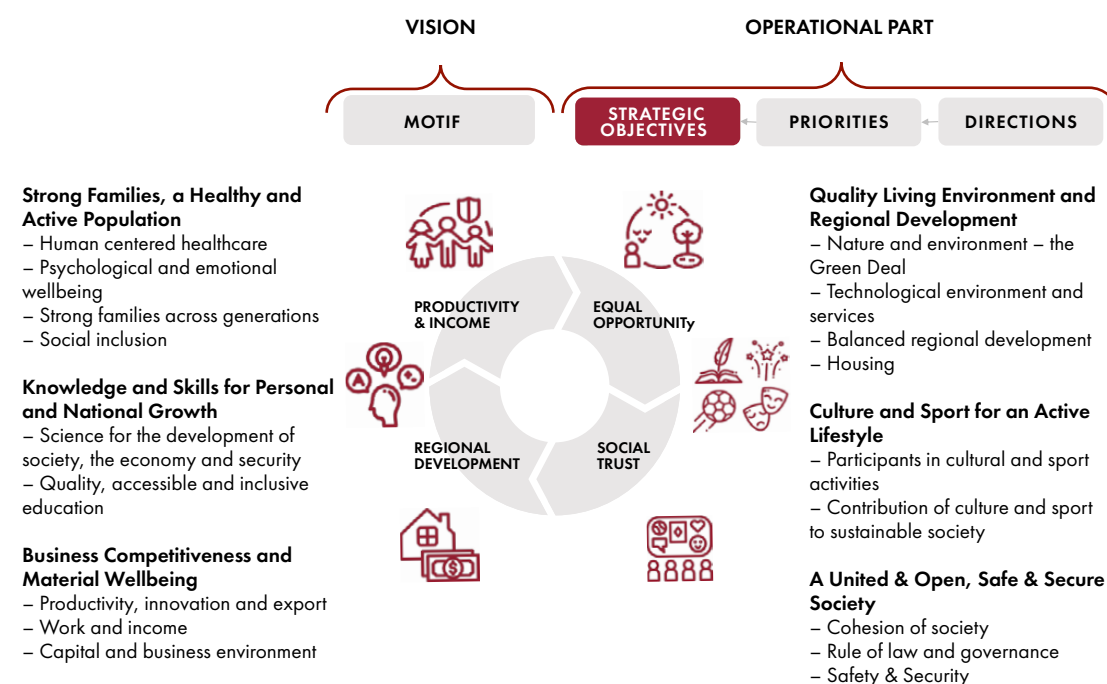 VISION
OPERATIONAL PART
MOTIF
STRATEGIC
OBJECTIVES
PRIORITIES
DIRECTIONS
Strong Families, a Healthy and
Active Population
– Human centered healthcare
– Psychological and emotional
wellbeing
– Strong families across generations
– Social inclusion
Knowledge and Skills for Personal
and National Growth
– Science for the development of
society, the economy and security
– Quality, accessible and inclusive
education
Business Competitiveness and
Material Wellbeing
– Productivity, innovation and export
– Work and income
– Capital and business environment
PRODUCTIVITY
& INCOME
EQUAL
OPPORTUNITy
A
REGIONAL
DEVELOPMENT
SOCIAL
TRUST
$
Quality Living Environment and
Regional Development
– Nature and environment – the
Green Deal
– Technological environment and
services
– Balanced regional development
– Housing
Culture and Sport for an Active
Lifestyle
– Participants in cultural and sport
activities
– Contribution of culture and sport
to sustainable society
A United & Open, Safe & Secure
Society
– Cohesion of society
– Rule of law and governance
– Safety & Security